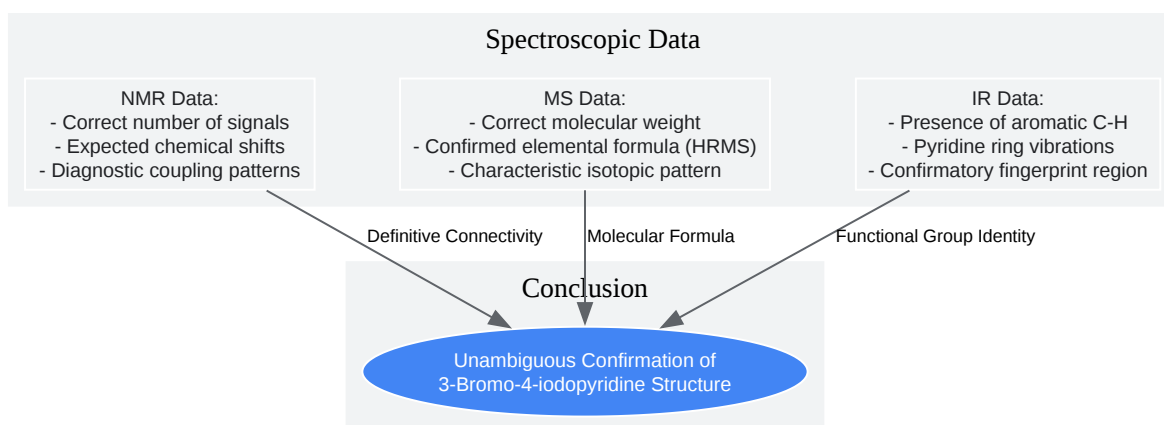 Spectroscopic Data
NMR Data:
- Correct number of signals
- Expected chemical shifts
- Diagnostic coupling patterns
MS Data:
- Correct molecular weight
- Confirmed elemental formula (HRMS)
- Characteristic isotopic pattern
IR Data:
- Presence of aromatic C-H
- Pyridine ring vibrations
- Confirmatory fingerprint region
Definitive Connectivity
Molecular Formula
Functional Group Identity
Conclusion
Unambiguous Confirmation of
3-Bromo-4-iodopyridine Structure